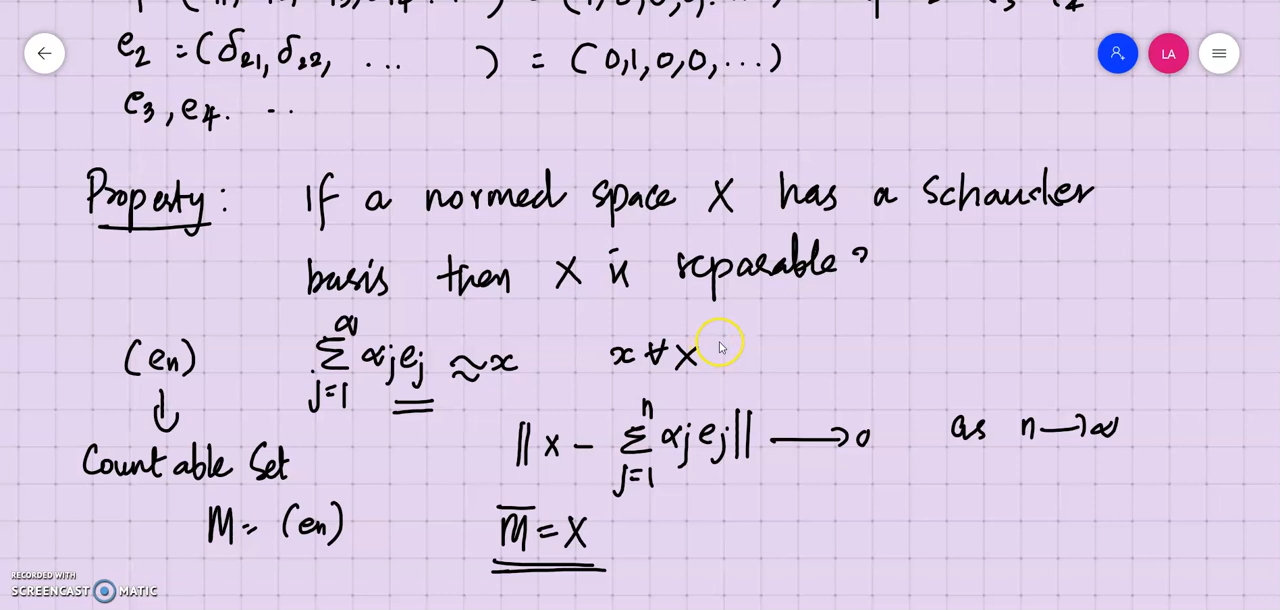 e2 = (δ21, δ22, ... ) = (0,1,0,0,...)
LA
e3, e4. ...
Property: If a normed space X has a Schauder
basis then X is separable?
(en) ∞∑j=1 αjej ≈ x x ∀ X
↓ ‖x − n∑j=1 αjej‖ ⟶ 0 as n ⟶ ∞
Countable Set
M = (en) M̅ = X
RECORDED WITH
SCREENCAST MATIC